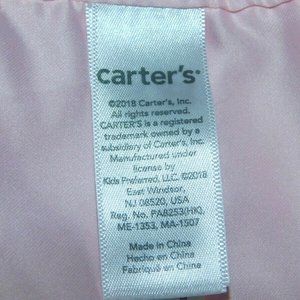 carter's®
©2018 Carter's, Inc.
All rights reserved.
CARTER'S is a registered
trademark owned by a
subsidiary of Carter's, Inc.
Manufactured under
license by
Kids Preferred, LLC. ©2018
East Windsor,
NJ 08520, USA
Reg. No. PA8253(HK),
ME-1353, MA-1507
Made in China
Hecho en China
Fabriqué en Chine